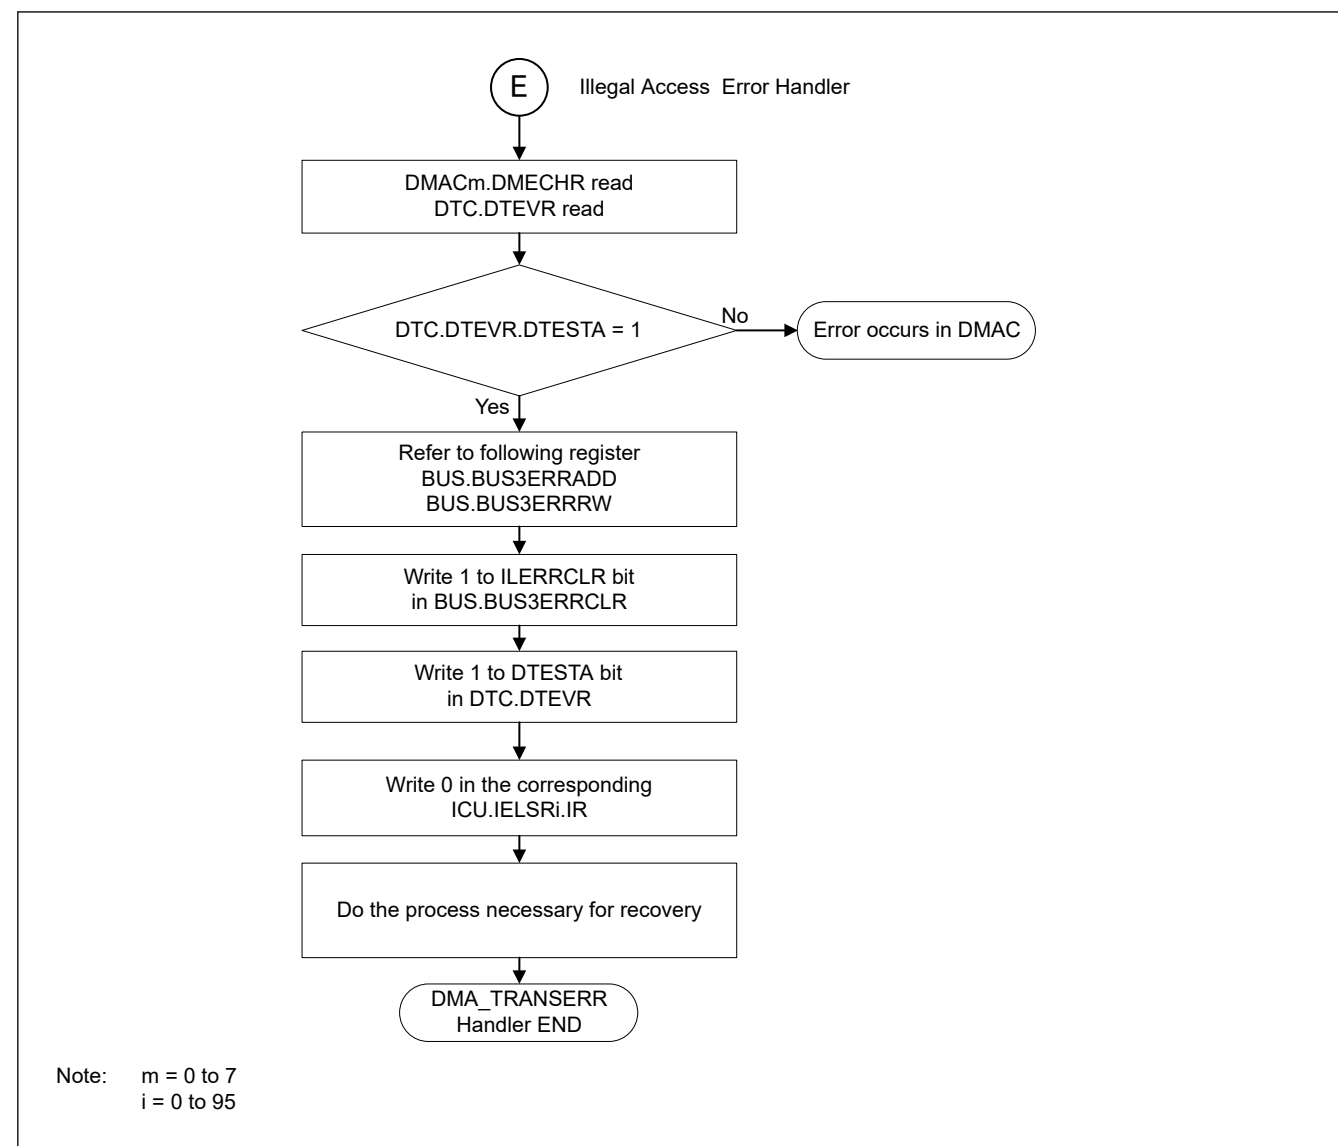 E
Illegal Access Error Handler
DMACm.DMECHR read
DTC.DTEVR read
DTC.DTEVR.DTESTA = 1
No
Error occurs in DMAC
Yes
Refer to following register
BUS.BUS3ERRADD
BUS.BUS3ERRRW
Write 1 to ILERRCLR bit
in BUS.BUS3ERRCLR
Write 1 to DTESTA bit
in DTC.DTEVR
Write 0 in the corresponding
ICU.IELSRi.IR
Do the process necessary for recovery
DMA_TRANSERR
Handler END
Note: m = 0 to 7
i = 0 to 95